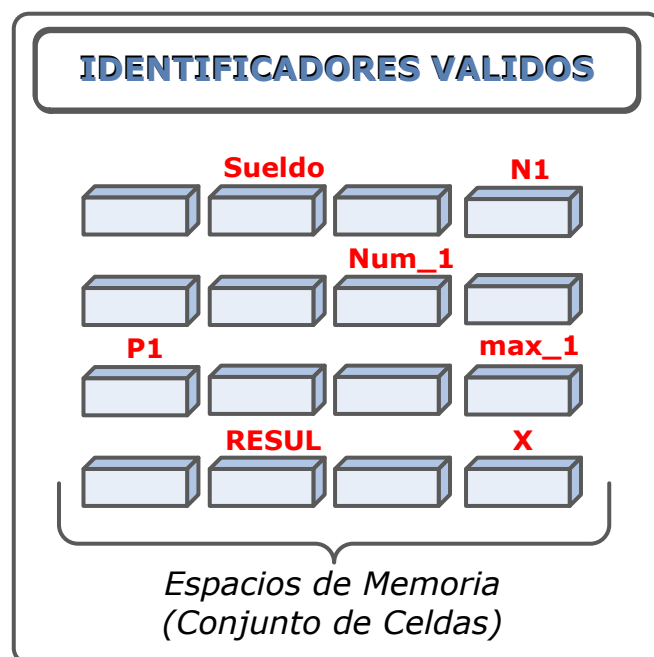 IDENTIFICADORES VALIDOS
Sueldo N1
Num_1
P1 max_1
RESUL X
Espacios de Memoria
(Conjunto de Celdas)